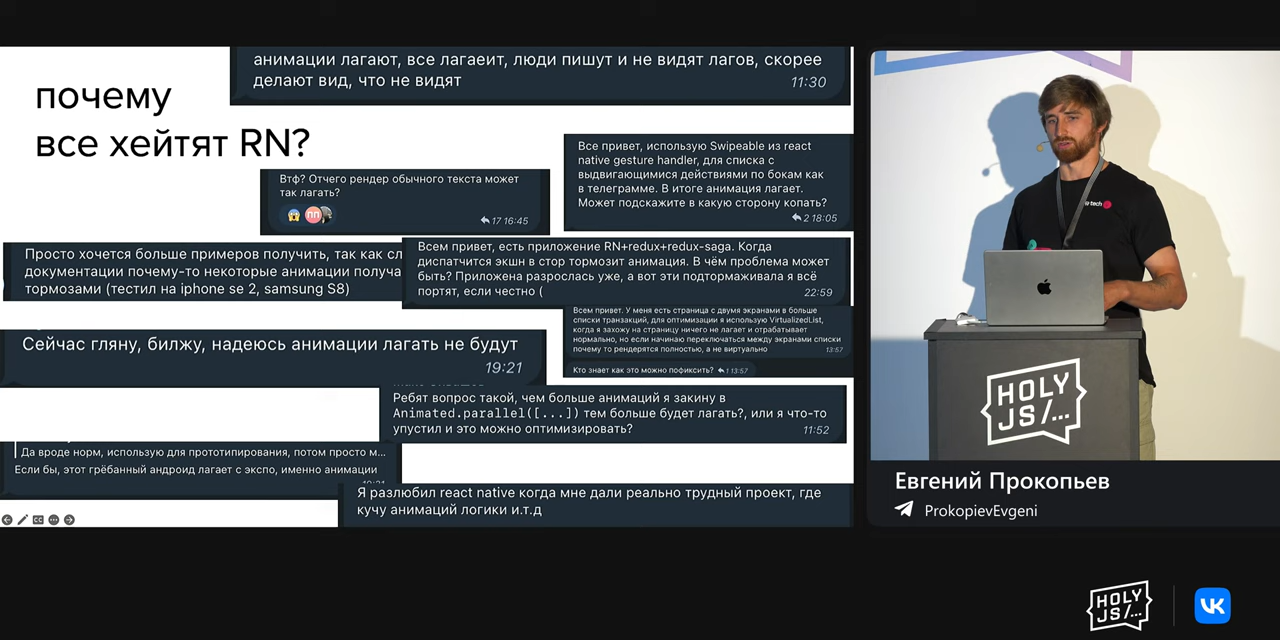 почему
все хейтят RN?
анимации лагают, все лагаеит, люди пишут и не видят лагов, скорее
делают вид, что не видят
11:30
Все привет, использую Swipeable из react
native gesture handler, для списка с
выдвигающимися действиями по бокам как
в телеграмме. В итоге анимация лагает.
Может подскажите в какую сторону копать?
2 18:05
Втф? Отчего рендер обычного текста может
так лагать?
ПП
17 16:45
Просто хочется больше примеров получить, так как сл
документации почему-то некоторые анимации получа
тормозами (тестил на iphone se 2, samsung S8)
Всем привет, есть приложение RN+redux+redux-saga. Когда
диспатчится экшн в стор тормозит анимация. В чём проблема может
быть? Приложена разрослась уже, а вот эти подтормаживала я всё
портят, если честно (
22:59
Всем привет. У меня есть страница с двумя экранами в больше
списки транзакций, для оптимизации я использую VirtualizedList,
когда я захожу на страницу ничего не лагает и отрабатывает
нормально, но если начинаю переключаться между экранами списки
почему то рендерятся полностью, а не виртуально
13:57
Кто знает как это можно пофиксить? 1 13:57
Сейчас гляну, билжу, надеюсь анимации лагать не будут
19:21
Ребят вопрос такой, чем больше анимаций я закину в
Animated.parallel([...]) тем больше будет лагать?, или я что-то
упустил и это можно оптимизировать?
11:52
Да вроде норм, использую для прототипирования, потом просто м...
Если бы, этот грёбанный андроид лагает с экспо, именно анимации
Я разлюбил react native когда мне дали реально трудный проект, где
кучу анимаций логики и.т.д
CC
e tech
HOLY
JS/...
Евгений Прокопьев
ProkopievEvgeni
HOLY
JS/...
VK